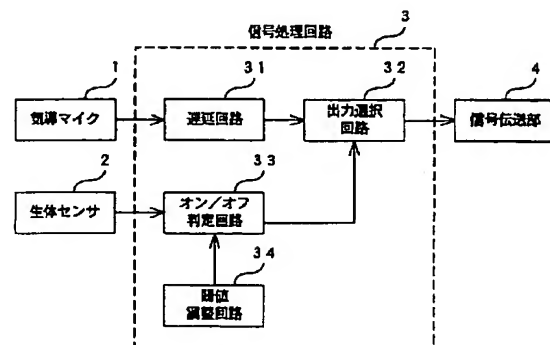 信号処理回路
3
1
31
32
4
気導マイク
遅延回路
出力選択
回路
信号伝送部
2
33
生体センサ
オン/オフ
判定回路
34
閾値
調整回路